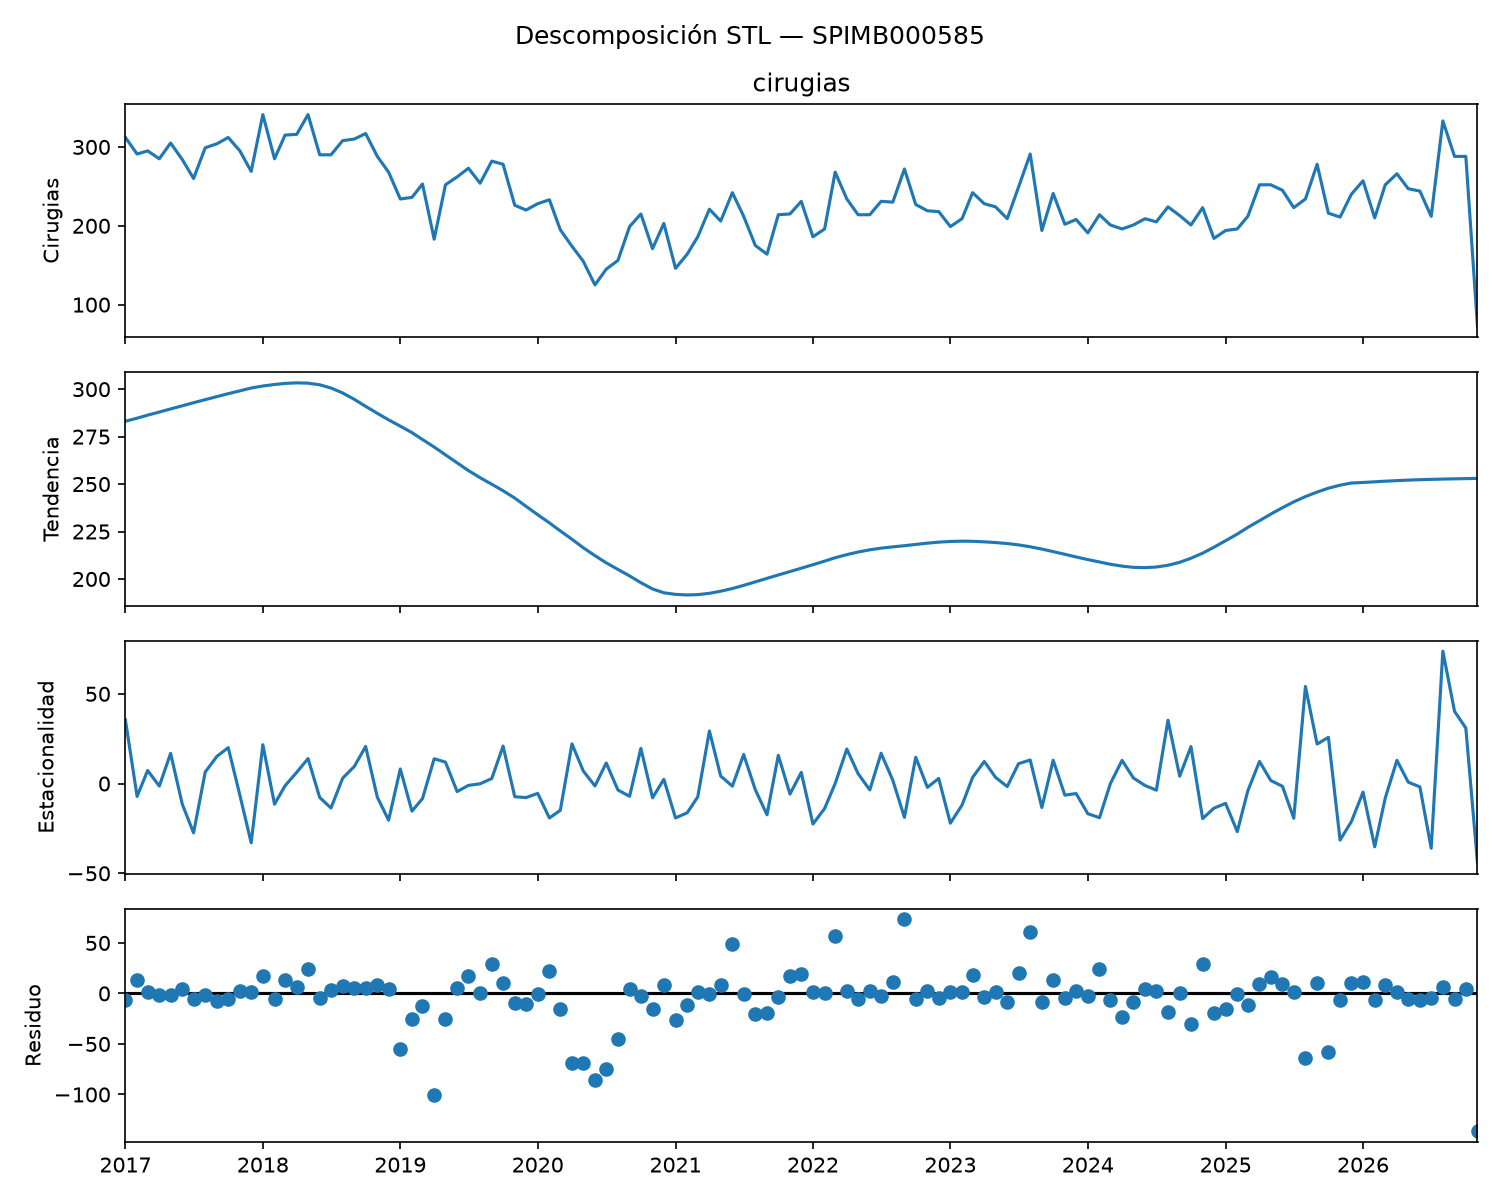 Descomposición STL — SPIMB000585
cirugias
Cirugias
300
200
100
Tendencia
300
275
250
225
200
Estacionalidad
50
0
−50
Residuo
50
0
−50
−100
2017 2018 2019 2020 2021 2022 2023 2024 2025 2026